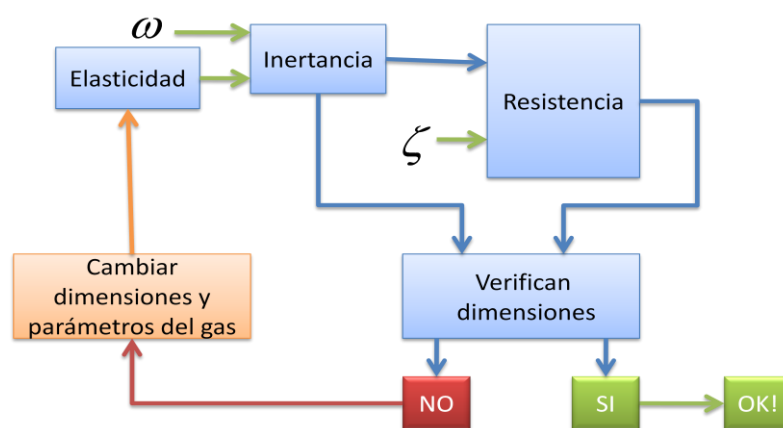 ω
Elasticidad
Inertancia
Resistencia
ζ
Cambiar
dimensiones y
parámetros del gas
Verifican
dimensiones
NO
SI
OK!